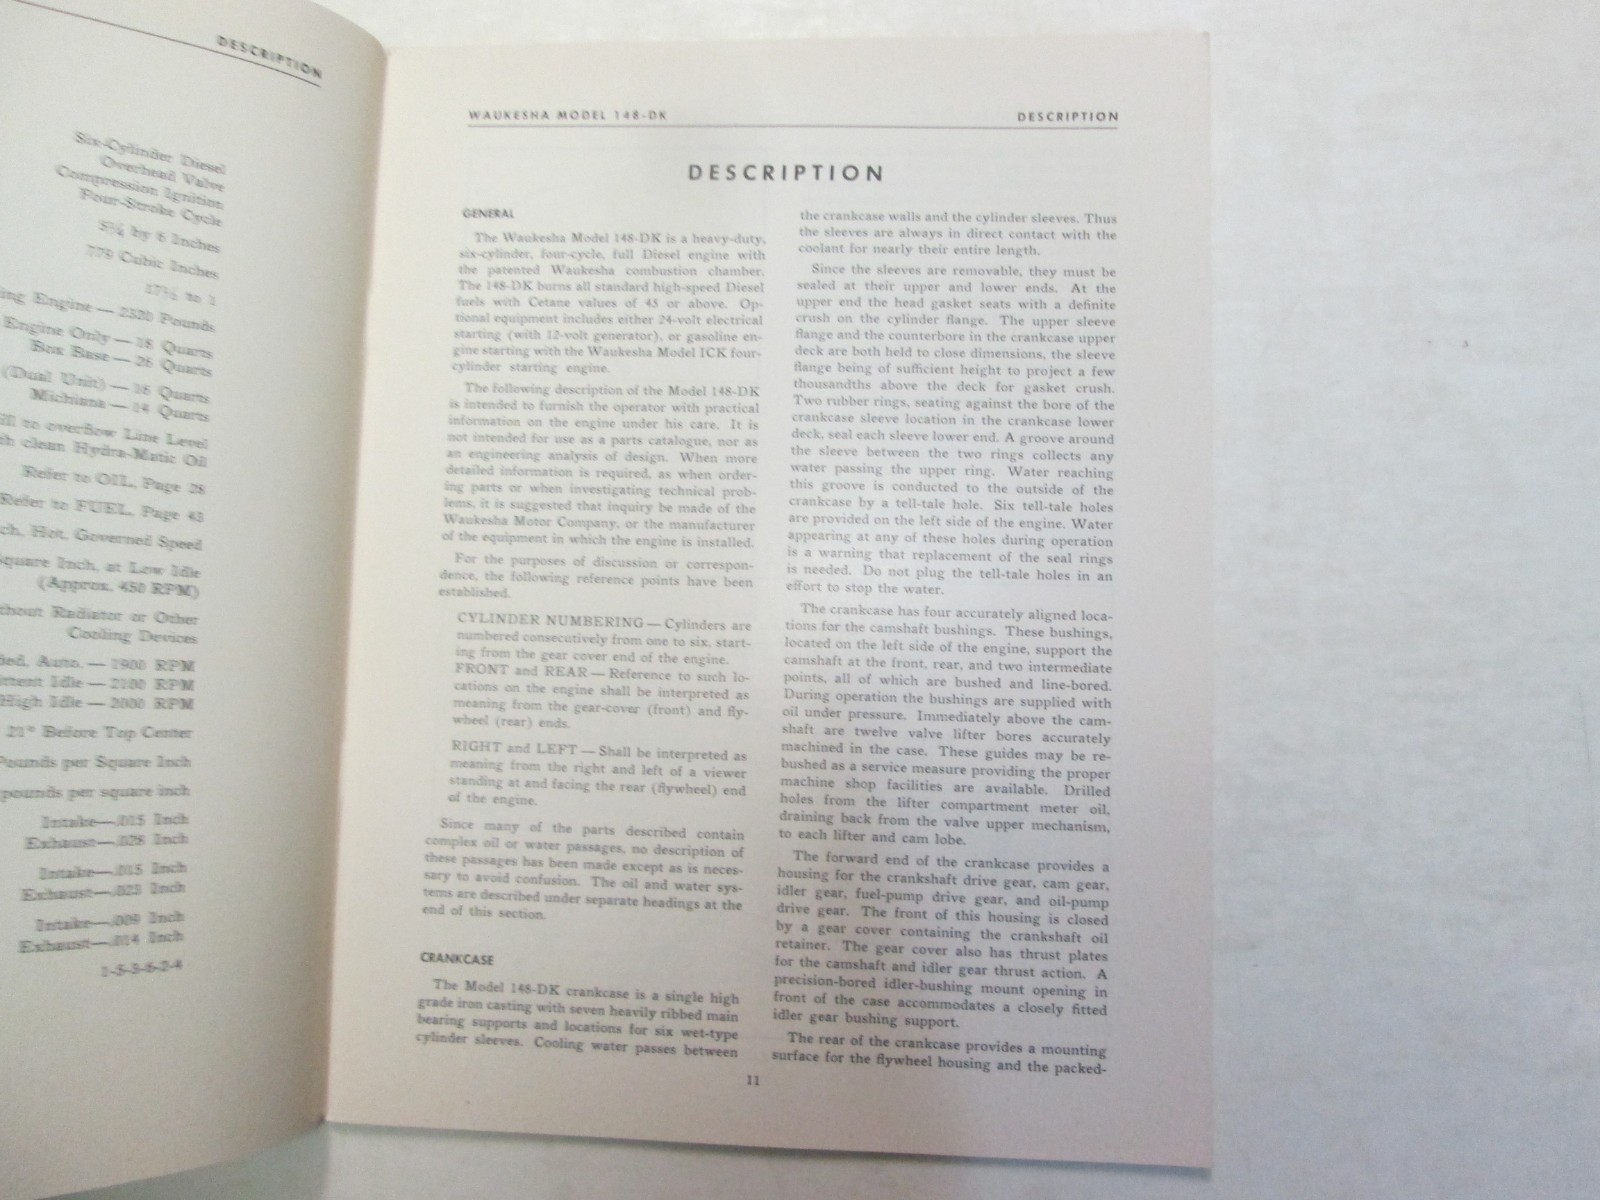 DESCRIPTION
Six-Cylinder Diesel
Overhead Valve
Compression Ignition
Four-Stroke Cycle
by 6 Inches
779 Cubic Inches
to 1
Engine — 2520 Pounds
Engine Only — 18 Quarts
Box Base — 26 Quarts
(Dual Unit) — 16 Quarts
Michiana — 14 Quarts
to overflow Line Level
clean Hydra-Matic Oil
Refer to OIL, Page 28
Refer to FUEL, Page 43
Hot, Governed Speed
Inch, at Low Idle
(Approx. 450 RPM)
Radiator or Other
Cooling Devices
Auto. — 1900 RPM
Idle — 2100 RPM
High Idle — 2000 RPM
21° Before Top Center
Pounds per Square Inch
pounds per square inch
Intake—.015 Inch
Exhaust—.028 Inch
Intake—.015 Inch
Exhaust—.023 Inch
Intake—.009 Inch
Exhaust—.014 Inch
1-5-3-6-2-4
WAUKESHA MODEL 148-DK
DESCRIPTION
DESCRIPTION
GENERAL
The Waukesha Model 148-DK is a heavy-duty,
six-cylinder, four-cycle, full Diesel engine with
the patented Waukesha combustion chamber.
The 148-DK burns all standard high-speed Diesel
fuels with Cetane values of 45 or above. Op-
tional equipment includes either 24-volt electrical
starting (with 12-volt generator), or gasoline en-
gine starting with the Waukesha Model ICK four-
cylinder starting engine.
The following description of the Model 148-DK
is intended to furnish the operator with practical
information on the engine under his care. It is
not intended for use as a parts catalogue, nor as
an engineering analysis of design. When more
detailed information is required, as when order-
ing parts or when investigating technical prob-
lems, it is suggested that inquiry be made of the
Waukesha Motor Company, or the manufacturer
of the equipment in which the engine is installed.
For the purposes of discussion or correspon-
dence, the following reference points have been
established.
CYLINDER NUMBERING — Cylinders are
numbered consecutively from one to six, start-
ing from the gear cover end of the engine.
FRONT and REAR — Reference to such lo-
cations on the engine shall be interpreted as
meaning from the gear-cover (front) and fly-
wheel (rear) ends.
RIGHT and LEFT — Shall be interpreted as
meaning from the right and left of a viewer
standing at and facing the rear (flywheel) end
of the engine.
Since many of the parts described contain
complex oil or water passages, no description of
these passages has been made except as is neces-
sary to avoid confusion. The oil and water sys-
tems are described under separate headings at the
end of this section.
CRANKCASE
The Model 148-DK crankcase is a single high
grade iron casting with seven heavily ribbed main
bearing supports and locations for six wet-type
cylinder sleeves. Cooling water passes between
the crankcase walls and the cylinder sleeves. Thus
the sleeves are always in direct contact with the
coolant for nearly their entire length.
Since the sleeves are removable, they must be
sealed at their upper and lower ends. At the
upper end the head gasket seats with a definite
crush on the cylinder flange. The upper sleeve
flange and the counterbore in the crankcase upper
deck are both held to close dimensions, the sleeve
flange being of sufficient height to project a few
thousandths above the deck for gasket crush.
Two rubber rings, seating against the bore of the
crankcase sleeve location in the crankcase lower
deck, seal each sleeve lower end. A groove around
the sleeve between the two rings collects any
water passing the upper ring. Water reaching
this groove is conducted to the outside of the
crankcase by a tell-tale hole. Six tell-tale holes
are provided on the left side of the engine. Water
appearing at any of these holes during operation
is a warning that replacement of the seal rings
is needed. Do not plug the tell-tale holes in an
effort to stop the water.
The crankcase has four accurately aligned loca-
tions for the camshaft bushings. These bushings,
located on the left side of the engine, support the
camshaft at the front, rear, and two intermediate
points, all of which are bushed and line-bored.
During operation the bushings are supplied with
oil under pressure. Immediately above the cam-
shaft are twelve valve lifter bores accurately
machined in the case. These guides may be re-
bushed as a service measure providing the proper
machine shop facilities are available. Drilled
holes from the lifter compartment meter oil,
draining back from the valve upper mechanism,
to each lifter and cam lobe.
The forward end of the crankcase provides a
housing for the crankshaft drive gear, cam gear,
idler gear, fuel-pump drive gear, and oil-pump
drive gear. The front of this housing is closed
by a gear cover containing the crankshaft oil
retainer. The gear cover also has thrust plates
for the camshaft and idler gear thrust action. A
precision-bored idler-bushing mount opening in
front of the case accommodates a closely fitted
idler gear bushing support.
The rear of the crankcase provides a mounting
surface for the flywheel housing and the packed-
11